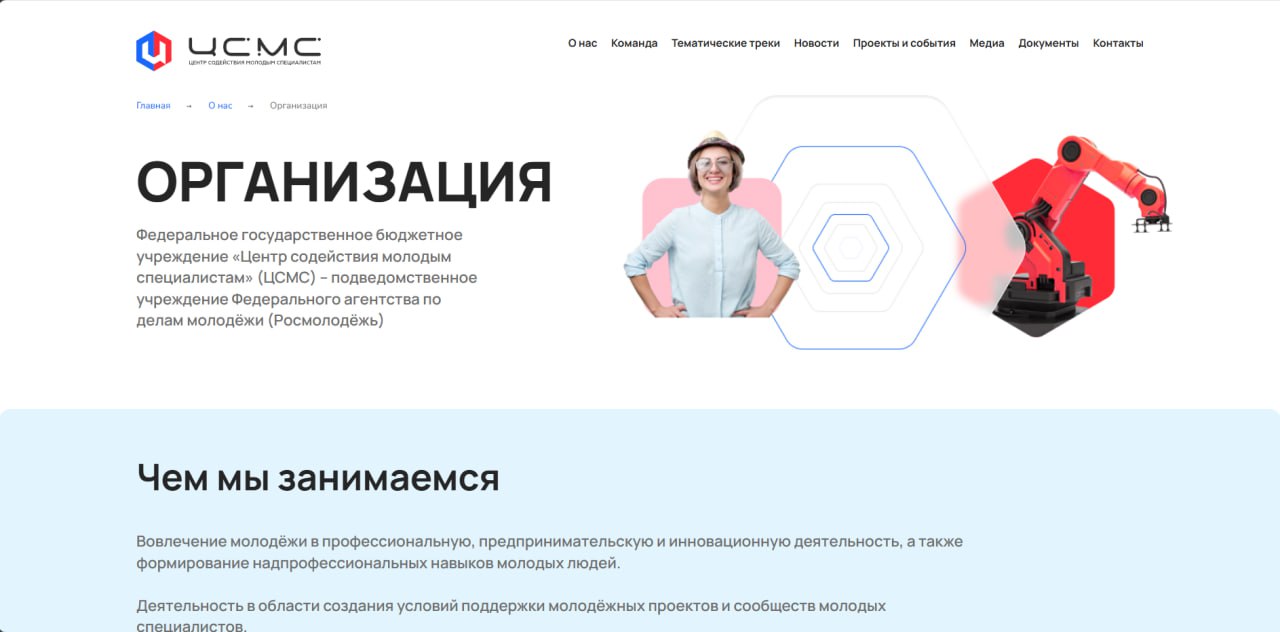 ЦСМС
ЦЕНТР СОДЕЙСТВИЯ МОЛОДЫМ СПЕЦИАЛИСТАМ
О нас Команда Тематические треки Новости Проекты и события Медиа Документы Контакты
Главная → О нас → Организация
ОРГАНИЗАЦИЯ
Федеральное государственное бюджетное
учреждение «Центр содействия молодым
специалистам» (ЦСМС) – подведомственное
учреждение Федерального агентства по
делам молодёжи (Росмолодёжь)
Чем мы занимаемся
Вовлечение молодёжи в профессиональную, предпринимательскую и инновационную деятельность, а также
формирование надпрофессиональных навыков молодых людей.
Деятельность в области создания условий поддержки молодёжных проектов и сообществ молодых
специалистов.